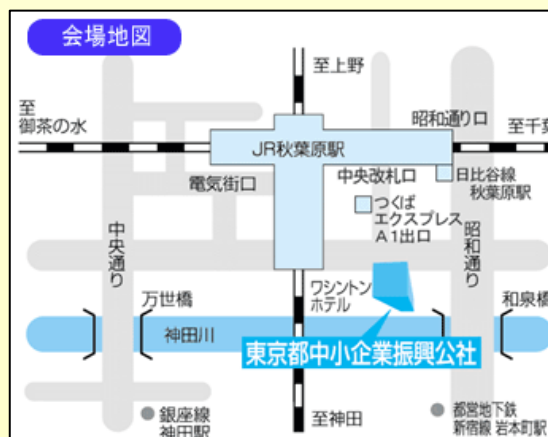 会場地図
至上野
至
御茶の水
昭和通り口
至千葉
JR秋葉原駅
電気街口
中央改札口
日比谷線
秋葉原駅
つくば
エクスプレス
A1出口
中央通り
昭和通り
万世橋
ワシントン
ホテル
和泉橋
神田川
東京都中小企業振興公社
銀座線
神田駅
至神田
都営地下鉄
新宿線 岩本町駅